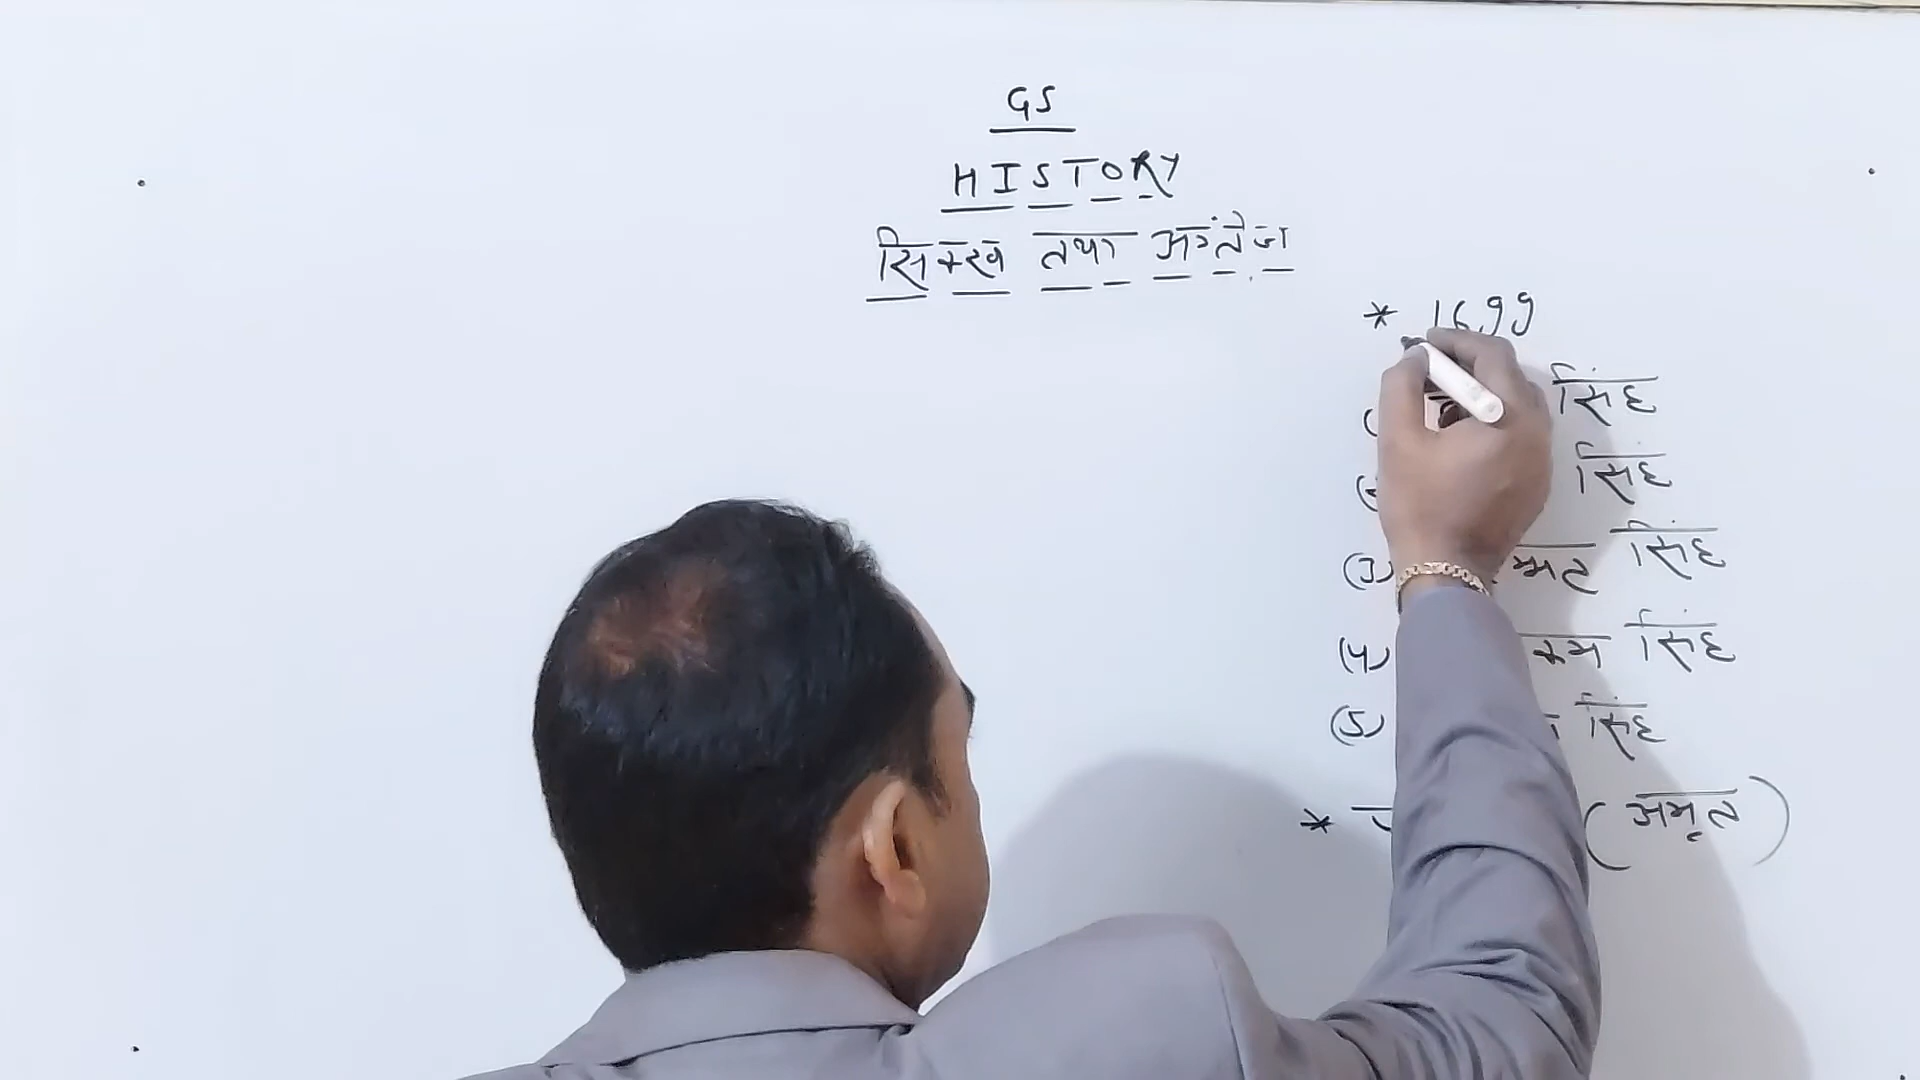 GS
HISTORY
सिक्ख तथा अंग्रेज
* 1699
सिंह
सिंह
(3) सिंह
(4) सिंह
(5) सिंह
* (अमृत)